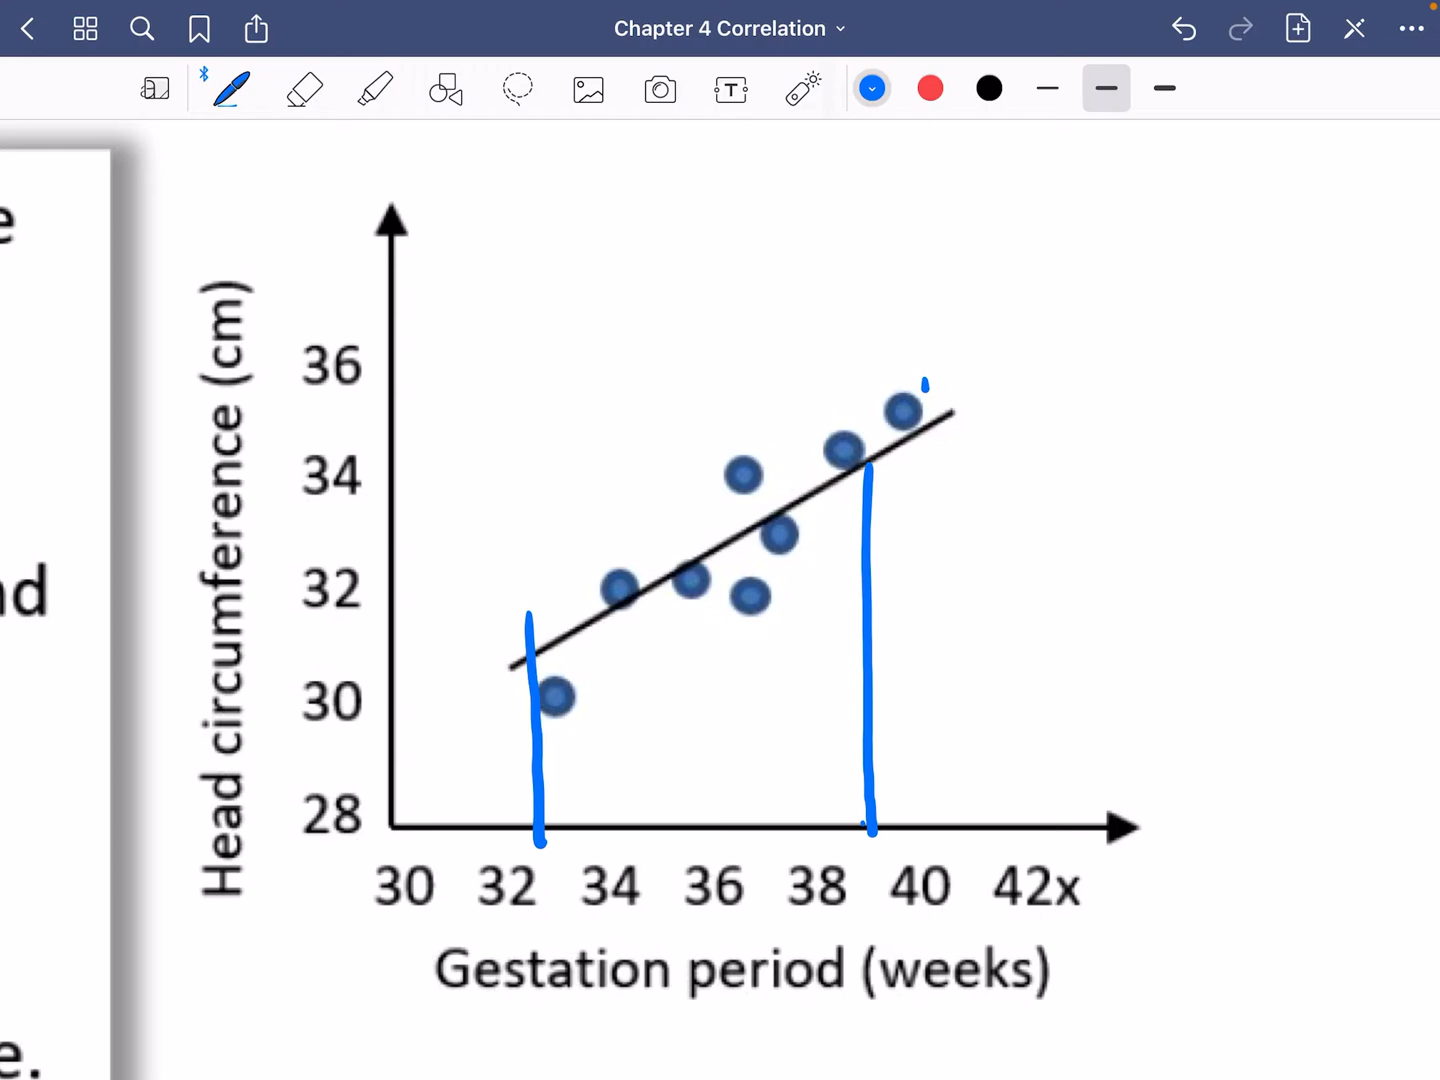 Chapter 4 Correlation
T
e
nd
e.
Head circumference (cm)
36
34
32
30
28
30 32 34 36 38 40 42x
Gestation period (weeks)